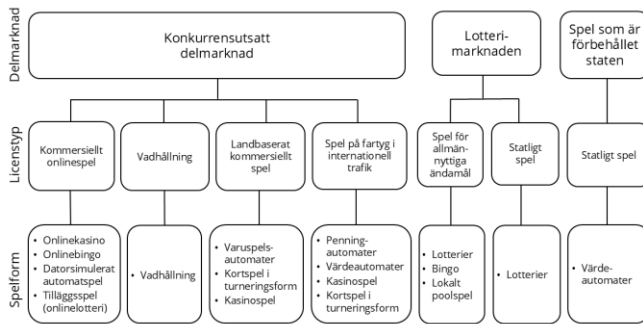 Delmarknad
Konkurrensutsatt
delmarknad
Lotteri-
marknaden
Spel som är
förbehållet
staten
Licenstyp
Kommersiellt
onlinespel
Vadhållning
Landbaserat
kommersiellt
spel
Spel på fartyg i
internationell
trafik
Spel för
allmän-
nyttiga
ändamål
Statligt
spel
Statligt spel
Spelform
• Onlinekasino
• Onlinebingo
• Datorsimulerat
automatspel
• Tilläggsspel
(onlinelotteri)
• Vadhållning
• Varuspels-
automater
• Kortspel i
turneringsform
• Kasinospel
• Penning-
automater
• Värdeautomater
• Kasinospel
• Kortspel i
turneringsform
• Lotterier
• Bingo
• Lokalt
poolspel
• Lotterier
• Värde-
automater